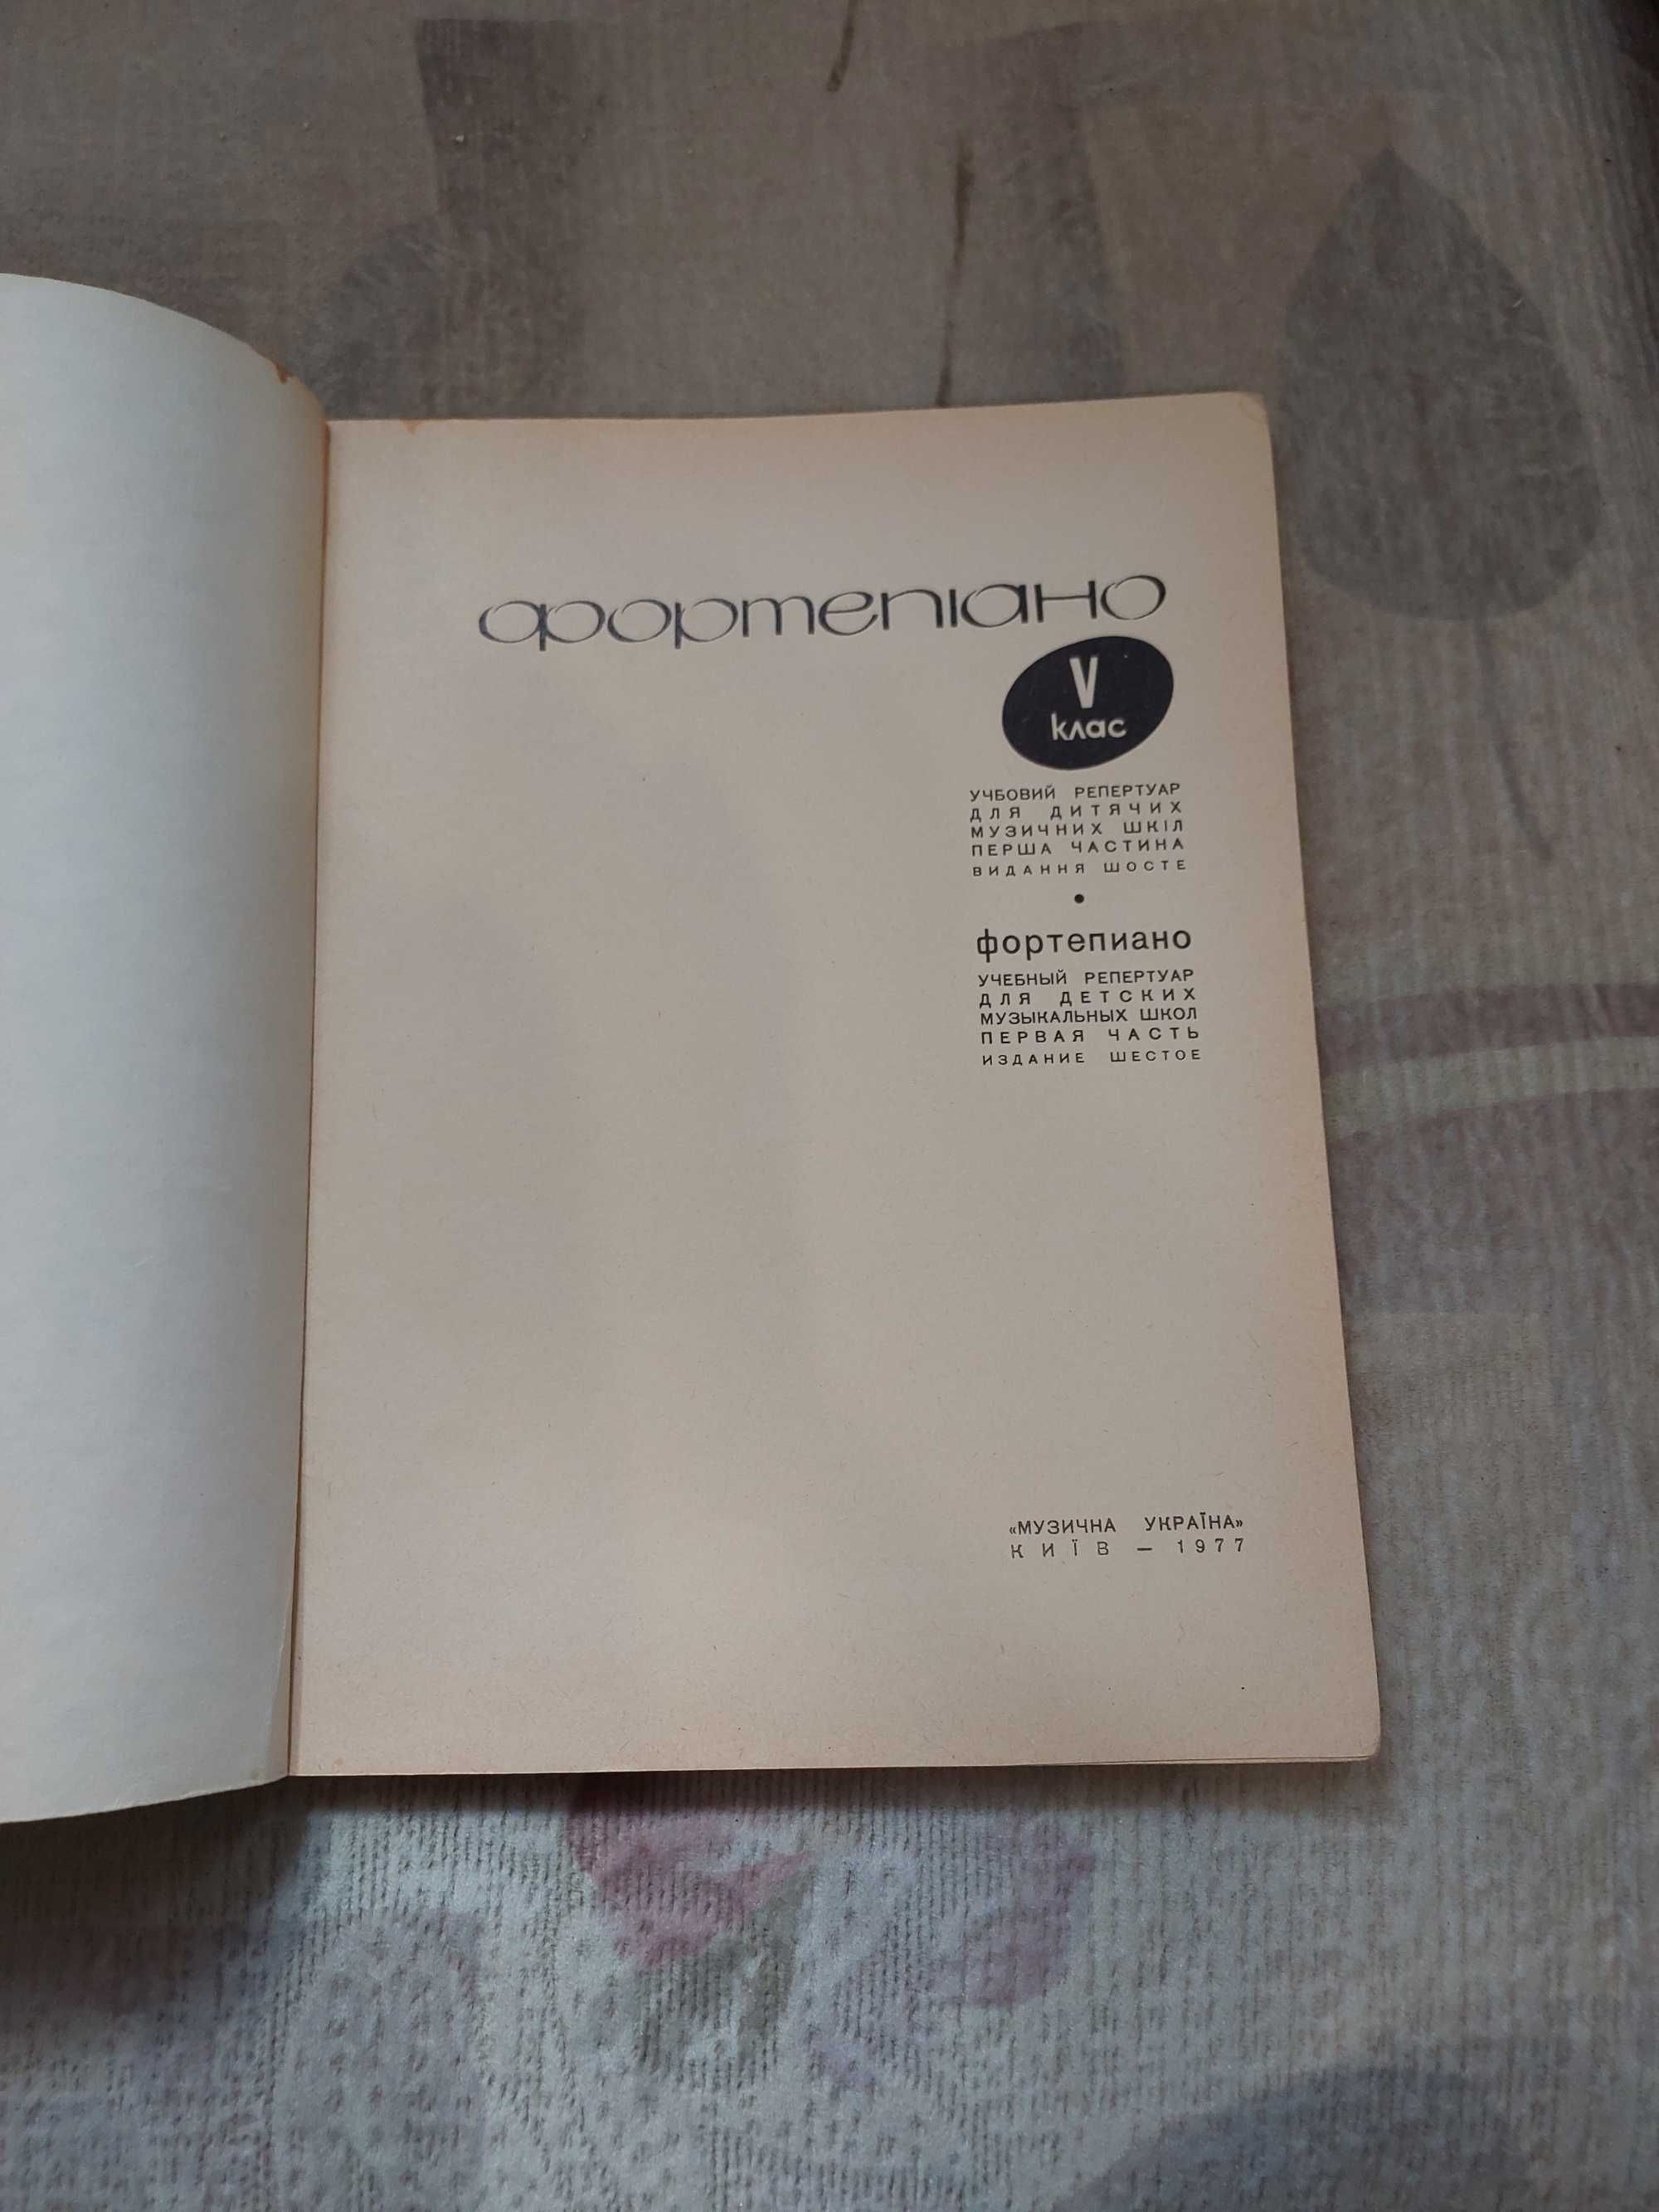 фортепіано
V
клас
УЧБОВИЙ РЕПЕРТУАР
ДЛЯ ДИТЯЧИХ
МУЗИЧНИХ ШКІЛ
ПЕРША ЧАСТИНА
ВИДАННЯ ШОСТЕ
•
фортепиано
УЧЕБНЫЙ РЕПЕРТУАР
ДЛЯ ДЕТСКИХ
МУЗЫКАЛЬНЫХ ШКОЛ
ПЕРВАЯ ЧАСТЬ
ИЗДАНИЕ ШЕСТОЕ
«МУЗИЧНА УКРАЇНА»
КИЇВ — 1977